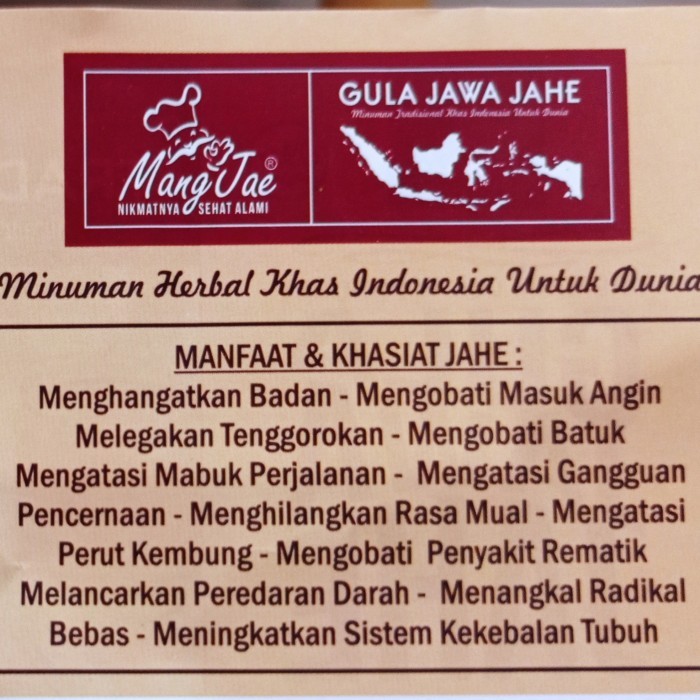 Mang Jae ®
NIKMATNYA SEHAT ALAMI
GULA JAWA JAHE
Minuman Tradisional Khas Indonesia Untuk Dunia
Minuman Herbal Khas Indonesia Untuk Dunia
MANFAAT & KHASIAT JAHE :
Menghangatkan Badan - Mengobati Masuk Angin
Melegakan Tenggorokan - Mengobati Batuk
Mengatasi Mabuk Perjalanan - Mengatasi Gangguan
Pencernaan - Menghilangkan Rasa Mual - Mengatasi
Perut Kembung - Mengobati Penyakit Rematik
Melancarkan Peredaran Darah - Menangkal Radikal
Bebas - Meningkatkan Sistem Kekebalan Tubuh